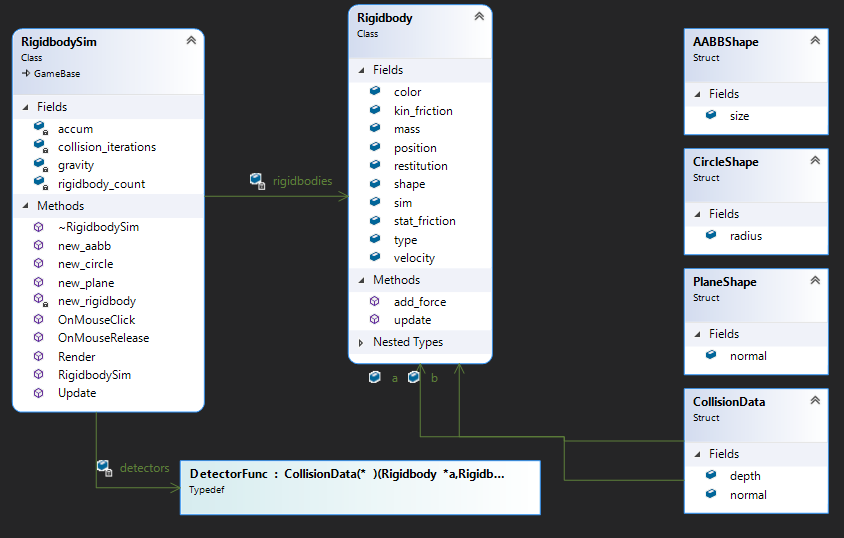 RigidbodySim
Class
GameBase
Fields
accum
collision_iterations
gravity
rigidbody_count
Methods
~RigidbodySim
new_aabb
new_circle
new_plane
new_rigidbody
OnMouseClick
OnMouseRelease
Render
RigidbodySim
Update
rigidbodies
Rigidbody
Class
Fields
color
kin_friction
mass
position
restitution
shape
sim
stat_friction
type
velocity
Methods
add_force
update
Nested Types
a
b
detectors
DetectorFunc : CollisionData(* )(Rigidbody *a,Rigidb...
Typedef
AABBShape
Struct
Fields
size
CircleShape
Struct
Fields
radius
PlaneShape
Struct
Fields
normal
CollisionData
Struct
Fields
depth
normal